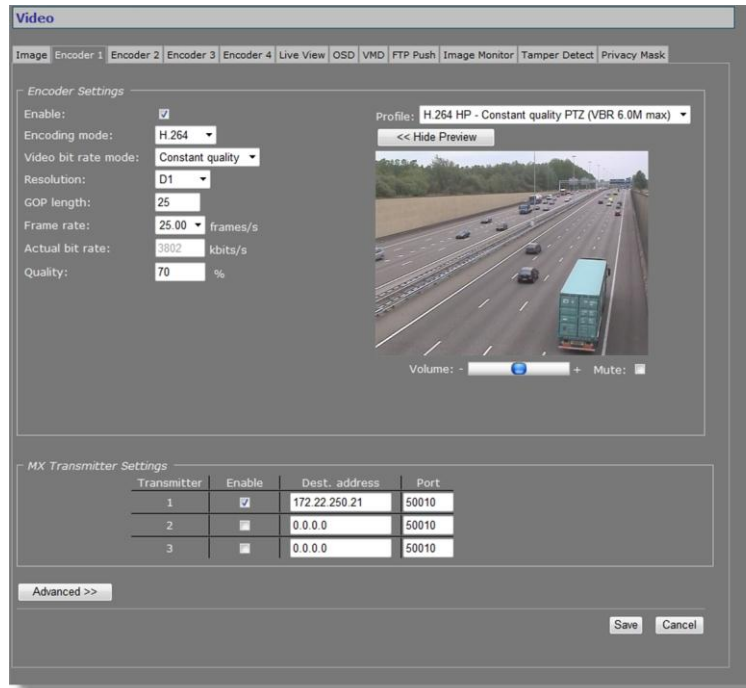 Video
Image Encoder 1 Encoder 2 Encoder 3 Encoder 4 Live View OSD VMD FTP Push Image Monitor Tamper Detect Privacy Mask
Encoder Settings
Enable:
Profile: H.264 HP - Constant quality PTZ (VBR 6.0M max)
Encoding mode: H.264
<< Hide Preview
Video bit rate mode: Constant quality
Resolution: D1
GOP length: 25
Frame rate: 25.00 frames/s
Actual bit rate: 3802 kbits/s
Quality: 70 %
Volume: - + Mute:
MX Transmitter Settings
Transmitter Enable Dest. address Port
1 172.22.250.21 50010
2 0.0.0.0 50010
3 0.0.0.0 50010
Advanced >>
Save Cancel